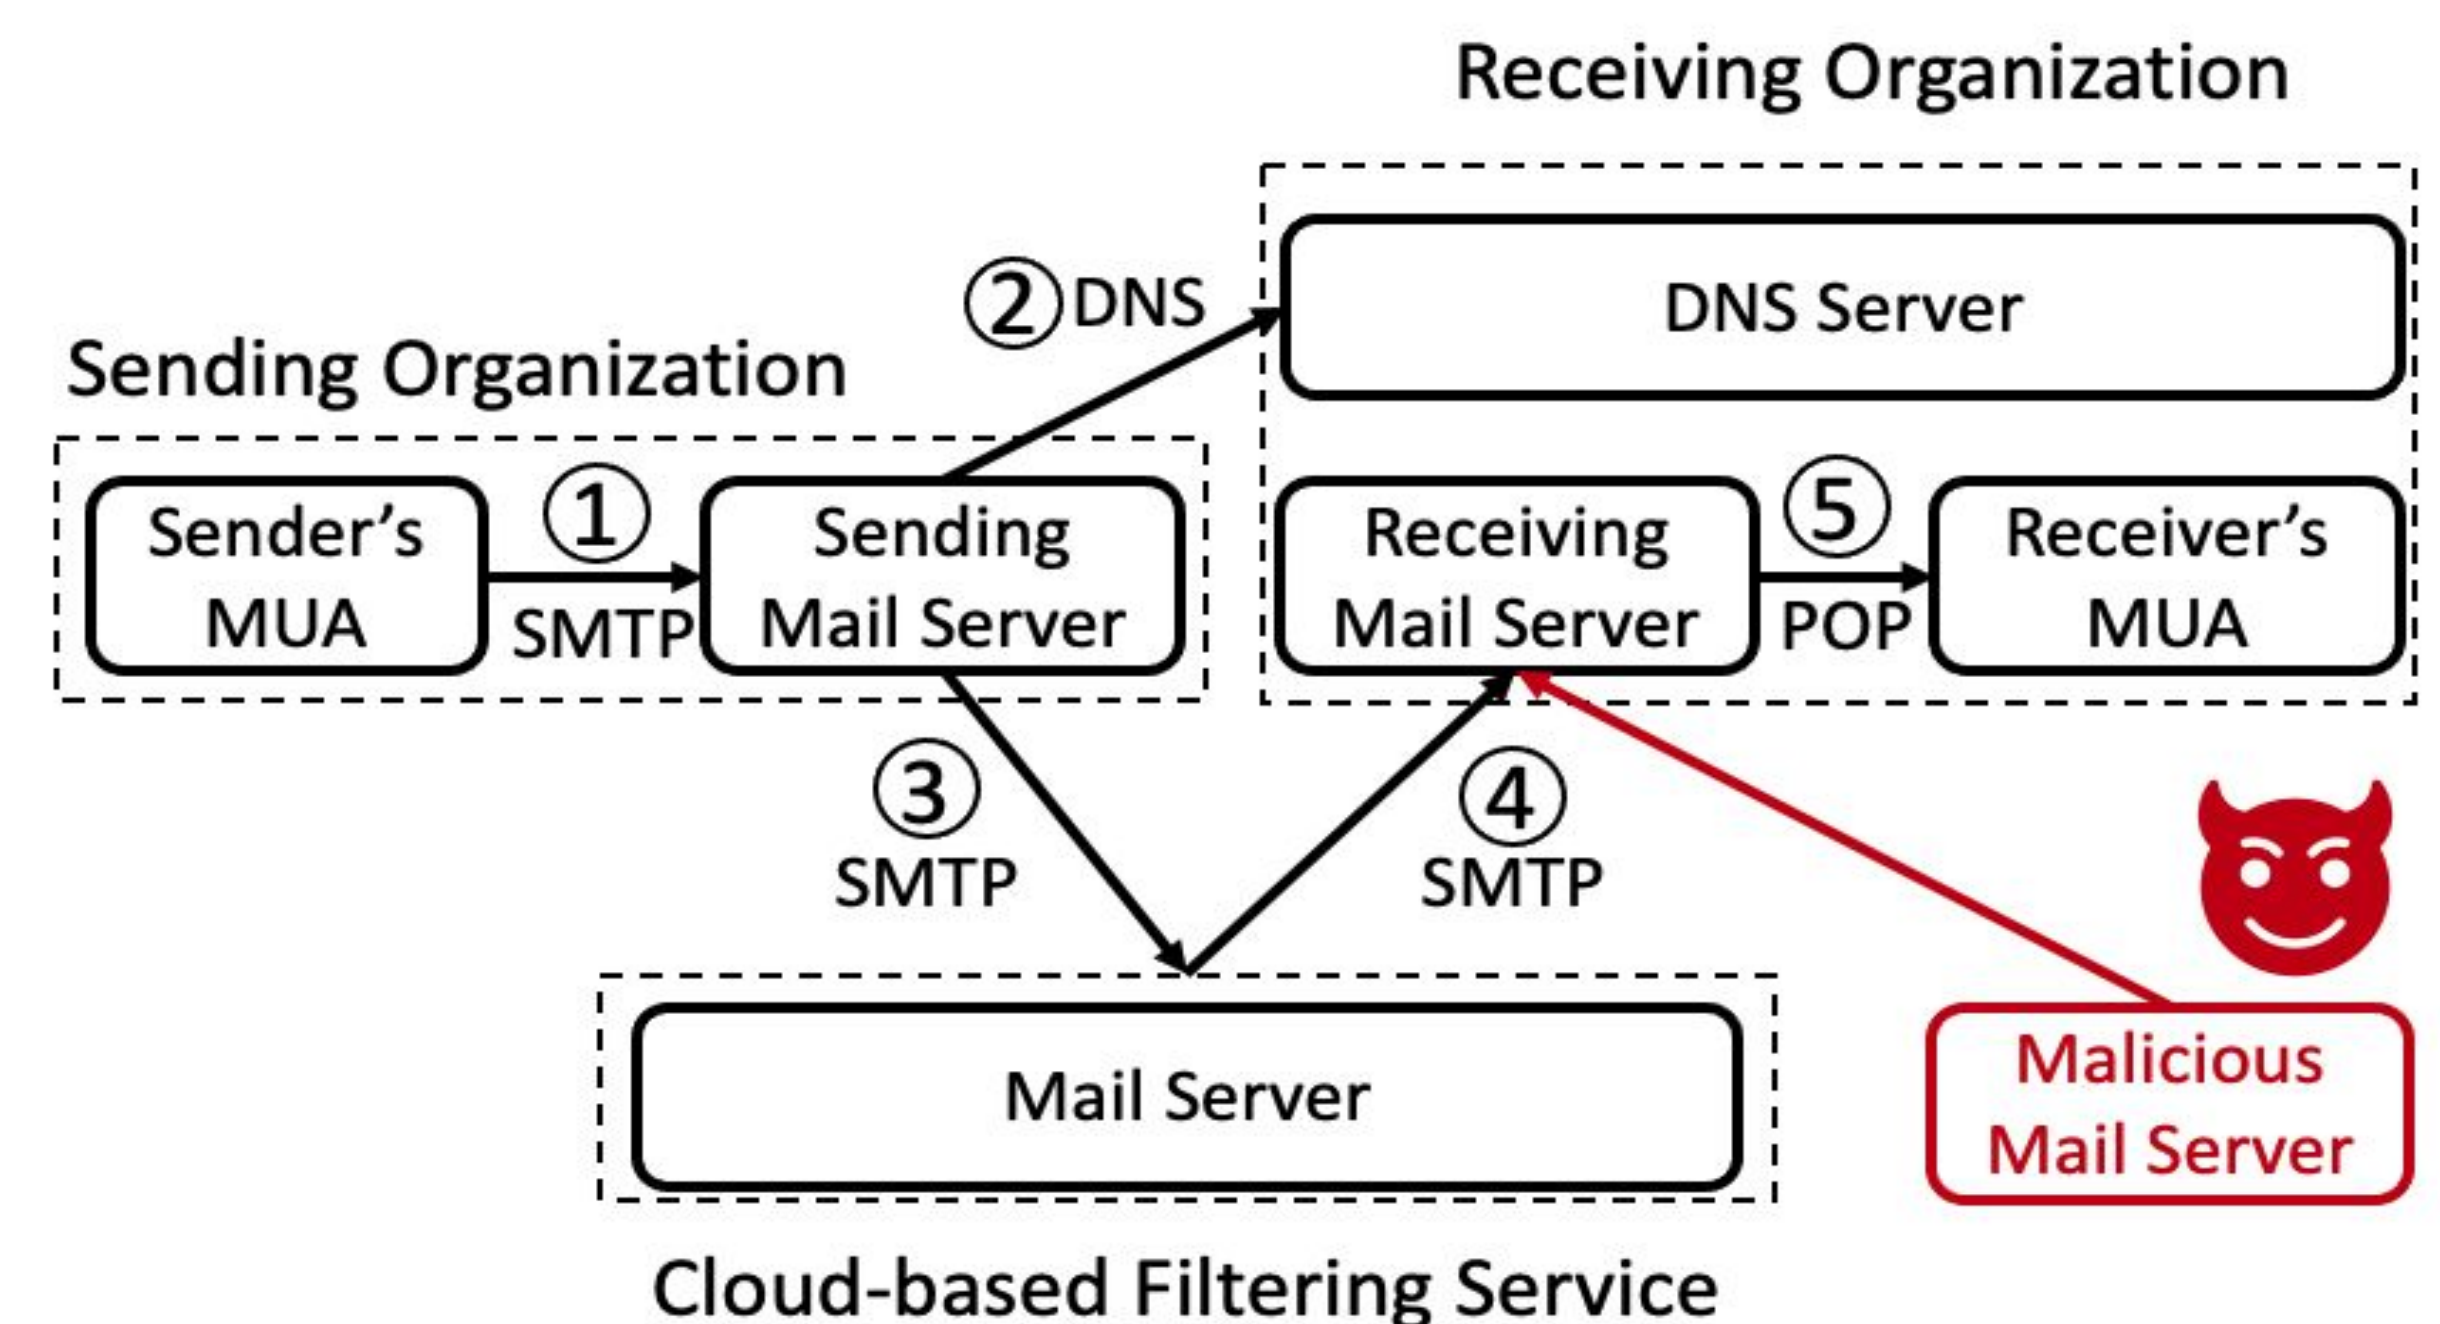 Receiving Organization
② DNS
DNS Server
Sending Organization
Sender's
MUA
①
SMTP
Sending
Mail Server
Receiving
Mail Server
⑤
POP
Receiver's
MUA
③
SMTP
④
SMTP
Mail Server
Malicious
Mail Server
Cloud-based Filtering Service